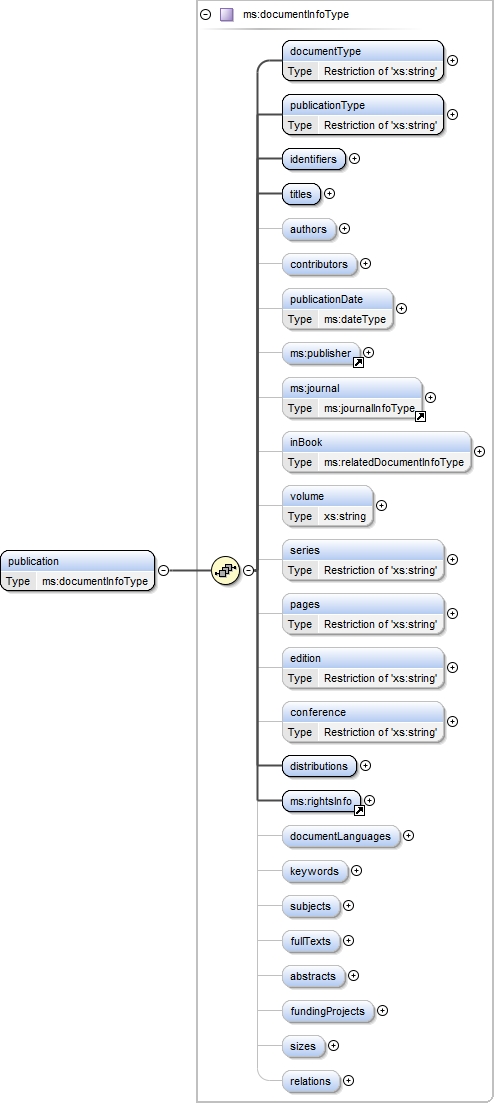 ms:documentInfoType
documentType
Type Restriction of 'xs:string'
publicationType
Type Restriction of 'xs:string'
identifiers
titles
authors
contributors
publicationDate
Type ms:dateType
ms:publisher
ms:journal
Type ms:journalInfoType
inBook
Type ms:relatedDocumentInfoType
volume
Type xs:string
series
Type Restriction of 'xs:string'
publication
Type ms:documentInfoType
pages
Type Restriction of 'xs:string'
edition
Type Restriction of 'xs:string'
conference
Type Restriction of 'xs:string'
distributions
ms:rightsInfo
documentLanguages
keywords
subjects
fullTexts
abstracts
fundingProjects
sizes
relations